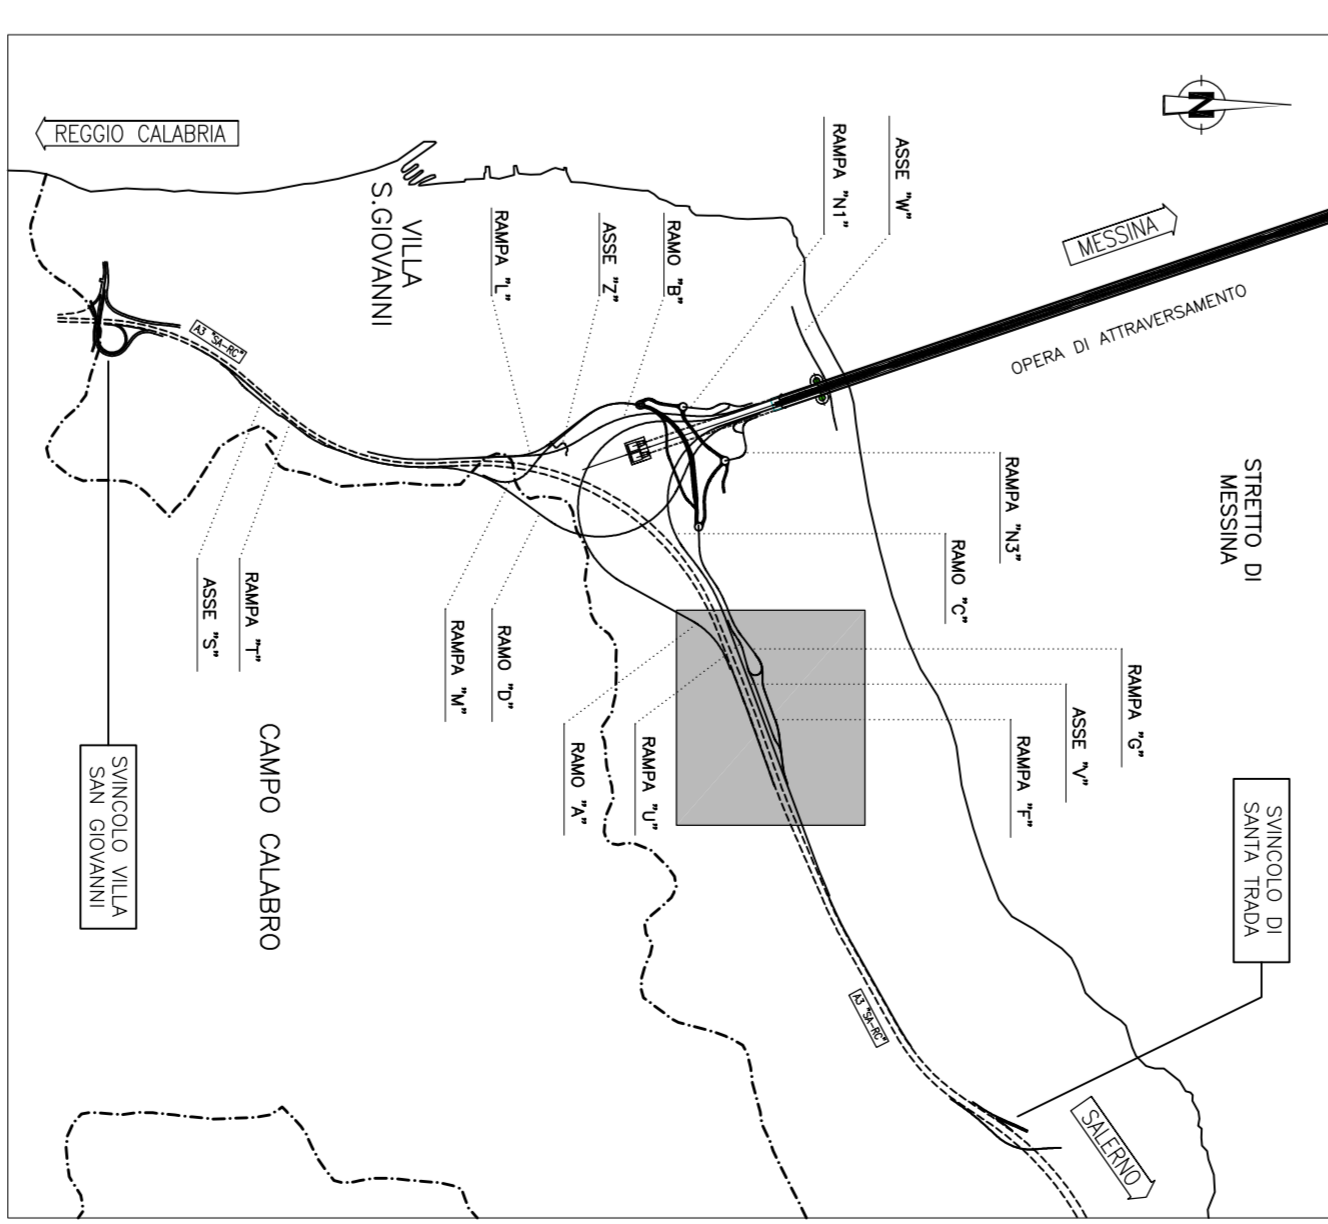 N
REGGIO CALABRIA
RAMPA "N1"
ASSE "W"
VILLA
S.GIOVANNI
RAMPA "L"
ASSE "Z"
RAMO "B"
MESSINA
OPERA DI ATTRAVERSAMENTO
A3 "SA-RC"
STRETTO DI
MESSINA
RAMPA "N3"
RAMO "C"
ASSE "S"
RAMPA "T"
RAMPA "M"
RAMO "D"
RAMO "A"
RAMPA "U"
RAMPA "G"
ASSE "V"
RAMPA "F"
CAMPO CALABRO
SVINCOLO VILLA
SAN GIOVANNI
SVINCOLO DI
SANTA TRADA
A3 "SA-RC"
SALERNO